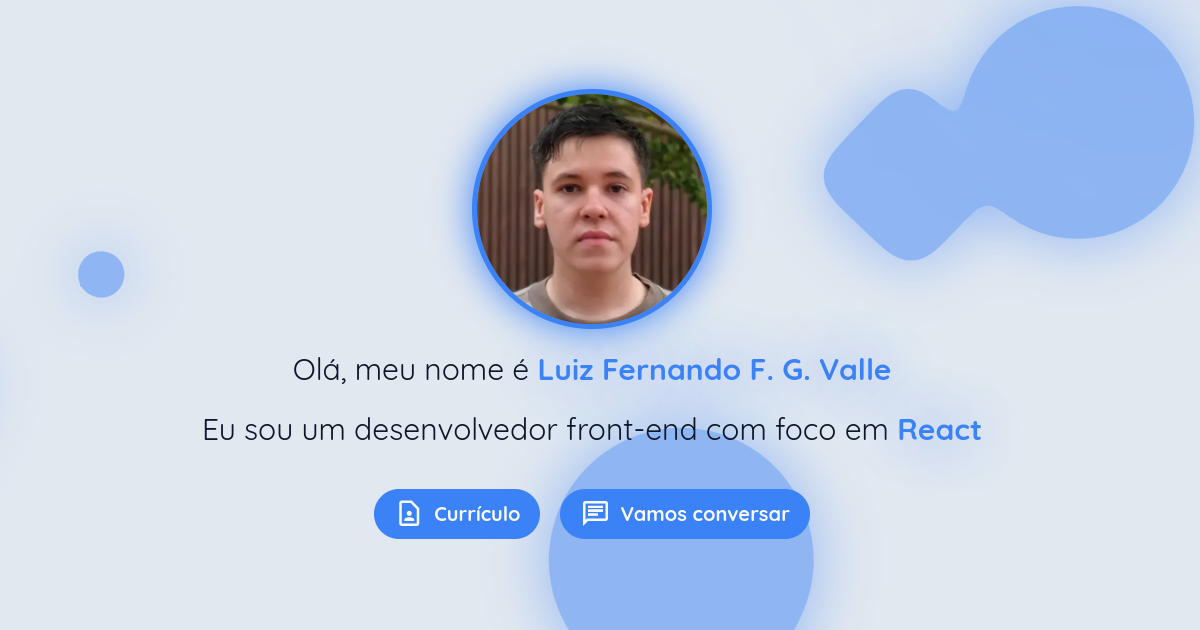 Olá, meu nome é Luiz Fernando F. G. Valle
Eu sou um desenvolvedor front-end com foco em React
Currículo
Vamos conversar